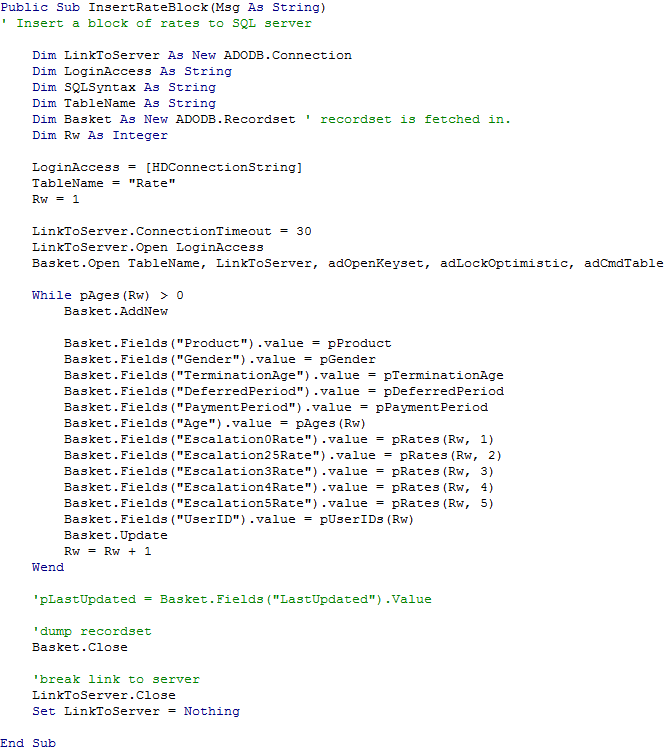 Public Sub InsertRateBlock(Msg As String)
' Insert a block of rates to SQL server
Dim LinkToServer As New ADODB.Connection
Dim LoginAccess As String
Dim SQLSyntax As String
Dim TableName As String
Dim Basket As New ADODB.Recordset ' recordset is fetched in.
Dim Rw As Integer
LoginAccess = [HDConnectionString]
TableName = "Rate"
Rw = 1
LinkToServer.ConnectionTimeout = 30
LinkToServer.Open LoginAccess
Basket.Open TableName, LinkToServer, adOpenKeyset, adLockOptimistic, adCmdTable
While pAges(Rw) > 0
Basket.AddNew
Basket.Fields("Product").value = pProduct
Basket.Fields("Gender").value = pGender
Basket.Fields("TerminationAge").value = pTerminationAge
Basket.Fields("DeferredPeriod").value = pDeferredPeriod
Basket.Fields("PaymentPeriod").value = pPaymentPeriod
Basket.Fields("Age").value = pAges(Rw)
Basket.Fields("Escalation0Rate").value = pRates(Rw, 1)
Basket.Fields("Escalation25Rate").value = pRates(Rw, 2)
Basket.Fields("Escalation3Rate").value = pRates(Rw, 3)
Basket.Fields("Escalation4Rate").value = pRates(Rw, 4)
Basket.Fields("Escalation5Rate").value = pRates(Rw, 5)
Basket.Fields("UserID").value = pUserIDs(Rw)
Basket.Update
Rw = Rw + 1
Wend
'pLastUpdated = Basket.Fields("LastUpdated").Value
'dump recordset
Basket.Close
'break link to server
LinkToServer.Close
Set LinkToServer = Nothing
End Sub